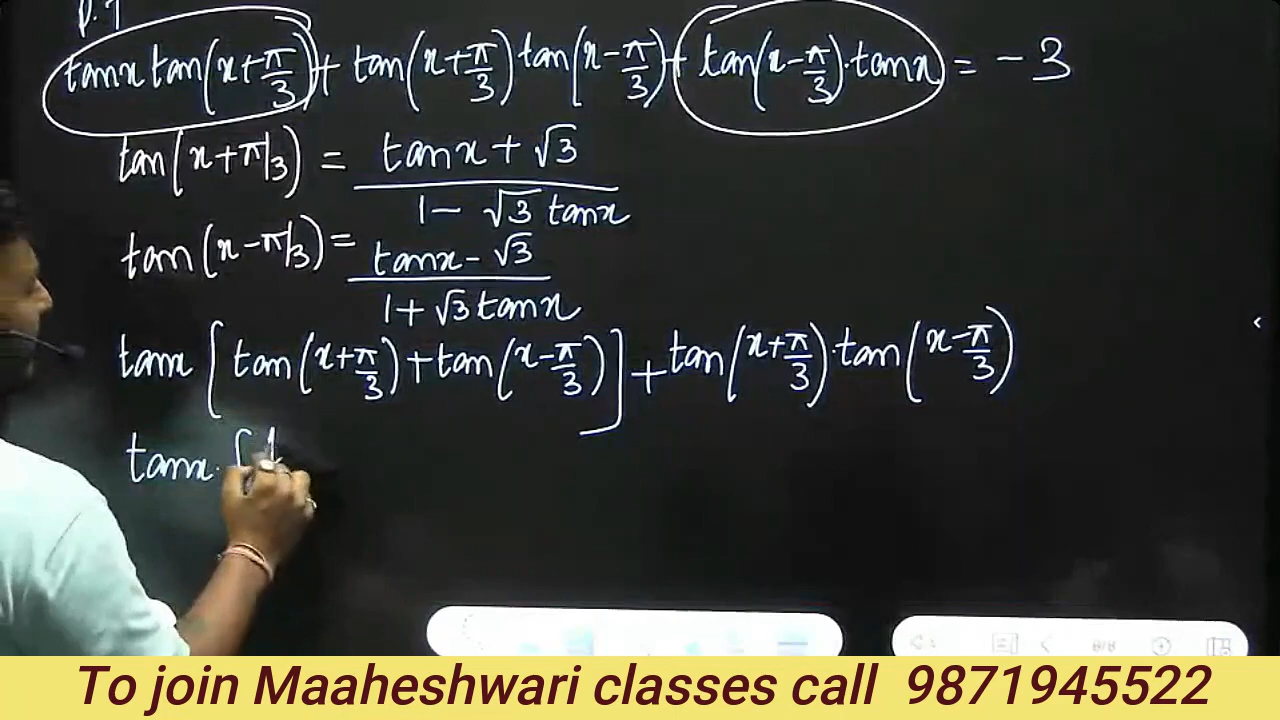 P.T
tanx tan(x+π/3) + tan(x+π/3) tan(x-π/3) + tan(x-π/3)·tanx = -3
tan(x+π/3) = (tanx + √3)/(1 - √3 tanx)
tan(x-π/3) = (tanx - √3)/(1 + √3 tanx)
tanx [tan(x+π/3) + tan(x-π/3)] + tan(x+π/3)·tan(x-π/3)
tanx· [
To join Maaheshwari classes call 9871945522